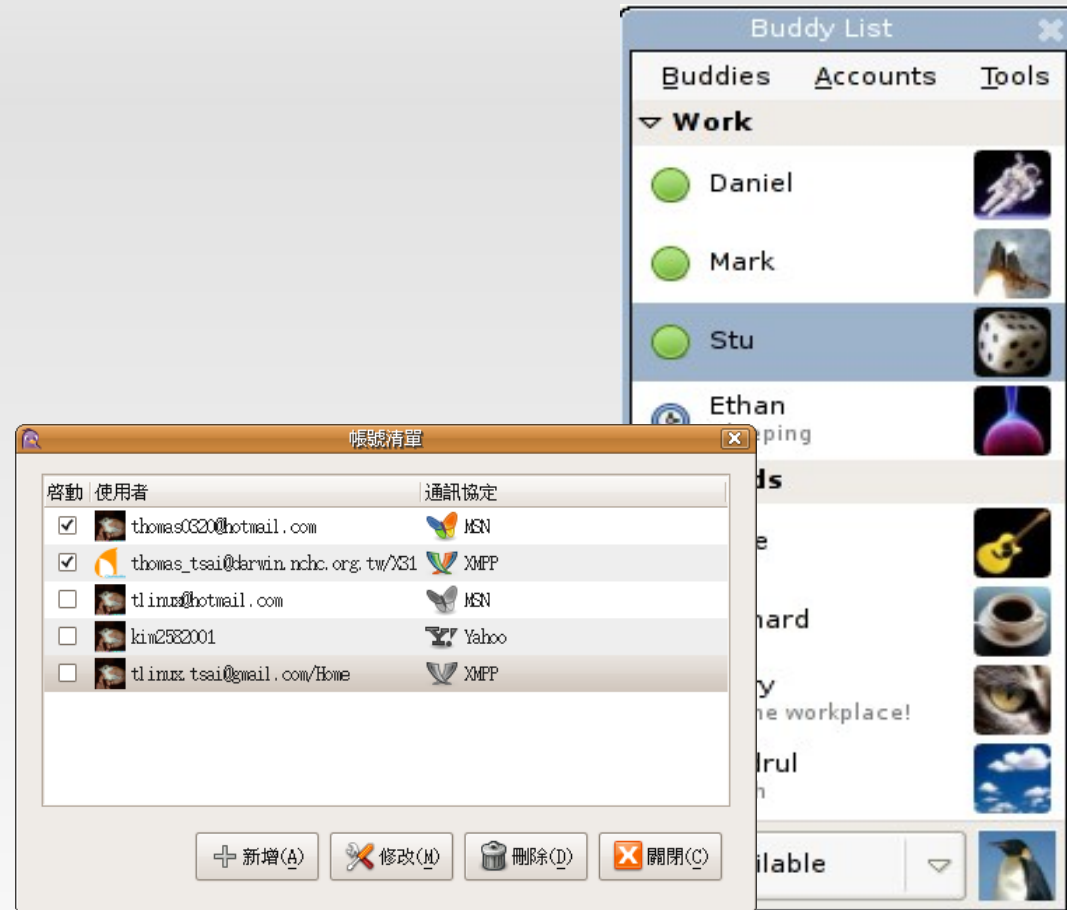 Buddy List
Buddies Accounts Tools
Work
Daniel
Mark
Stu
Ethan
帳號清單
啓動 使用者 通訊協定
thomas0320@hotmail.com MSN
thomas_tsai@darwin.nchc.org.tw/X31 XMPP
tlinux@hotmail.com MSN
kim2582001 Yahoo
tlinux.tsai@gmail.com/Home XMPP
workplace!
新增(A) 修改(M) 刪除(D) 關閉(C)